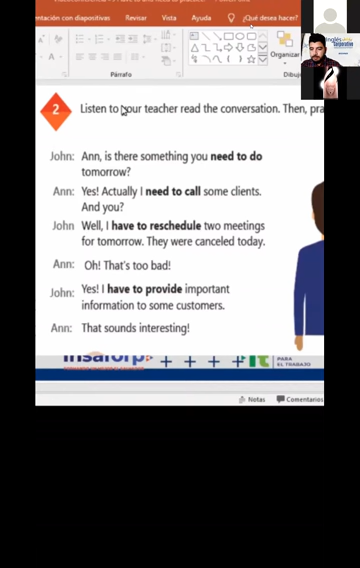 entación con diapositivas Revisar Vista Ayuda ¿Qué desea hacer?
Organizar
Párrafo
Dibuj
2 Listen to your teacher read the conversation. Then, pra
John: Ann, is there something you need to do
tomorrow?
Ann: Yes! Actually I need to call some clients.
And you?
John Well, I have to reschedule two meetings
for tomorrow. They were canceled today.
Ann: Oh! That's too bad!
John: Yes! I have to provide important
information to some customers.
Ann: That sounds interesting!
insaforp
PARA
EL TRABAJO
Notas Comentarios